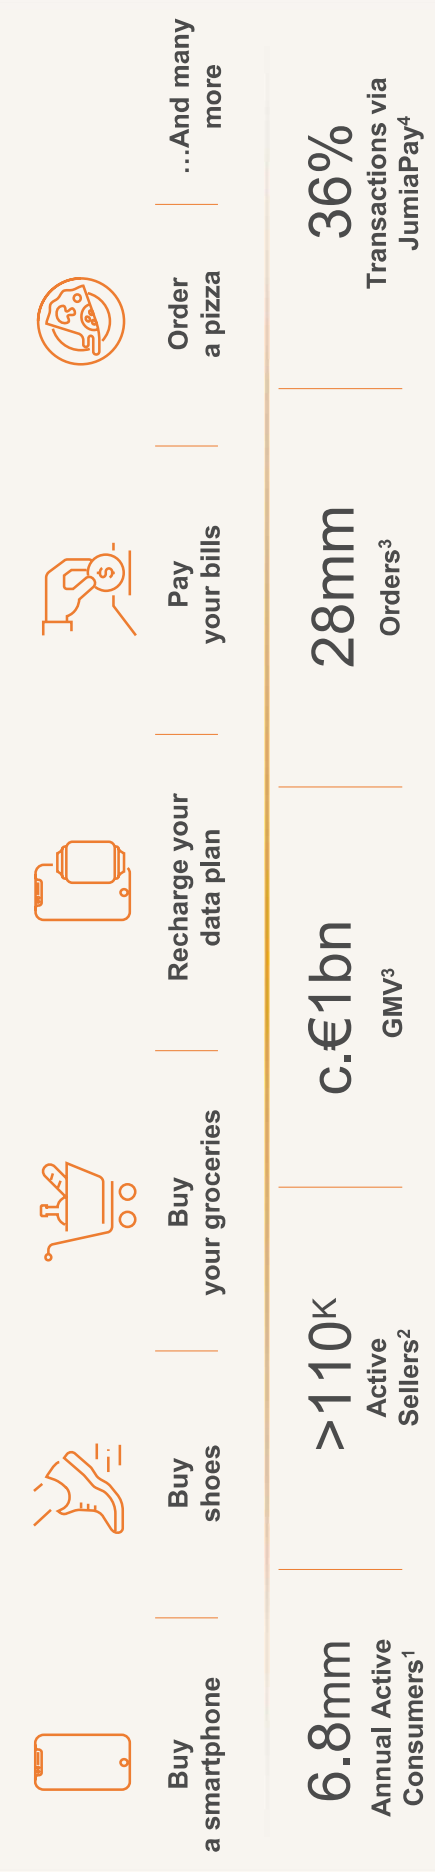 Buy
a smartphone
Buy
shoes
Buy
your groceries
Recharge your
data plan
Pay
your bills
Order
a pizza
...And many
more
6.8mm
Annual Active
Consumers¹
>110ᴷ
Active
Sellers²
c.€1bn
GMV³
28mm
Orders³
36%
Transactions via
JumiaPay⁴